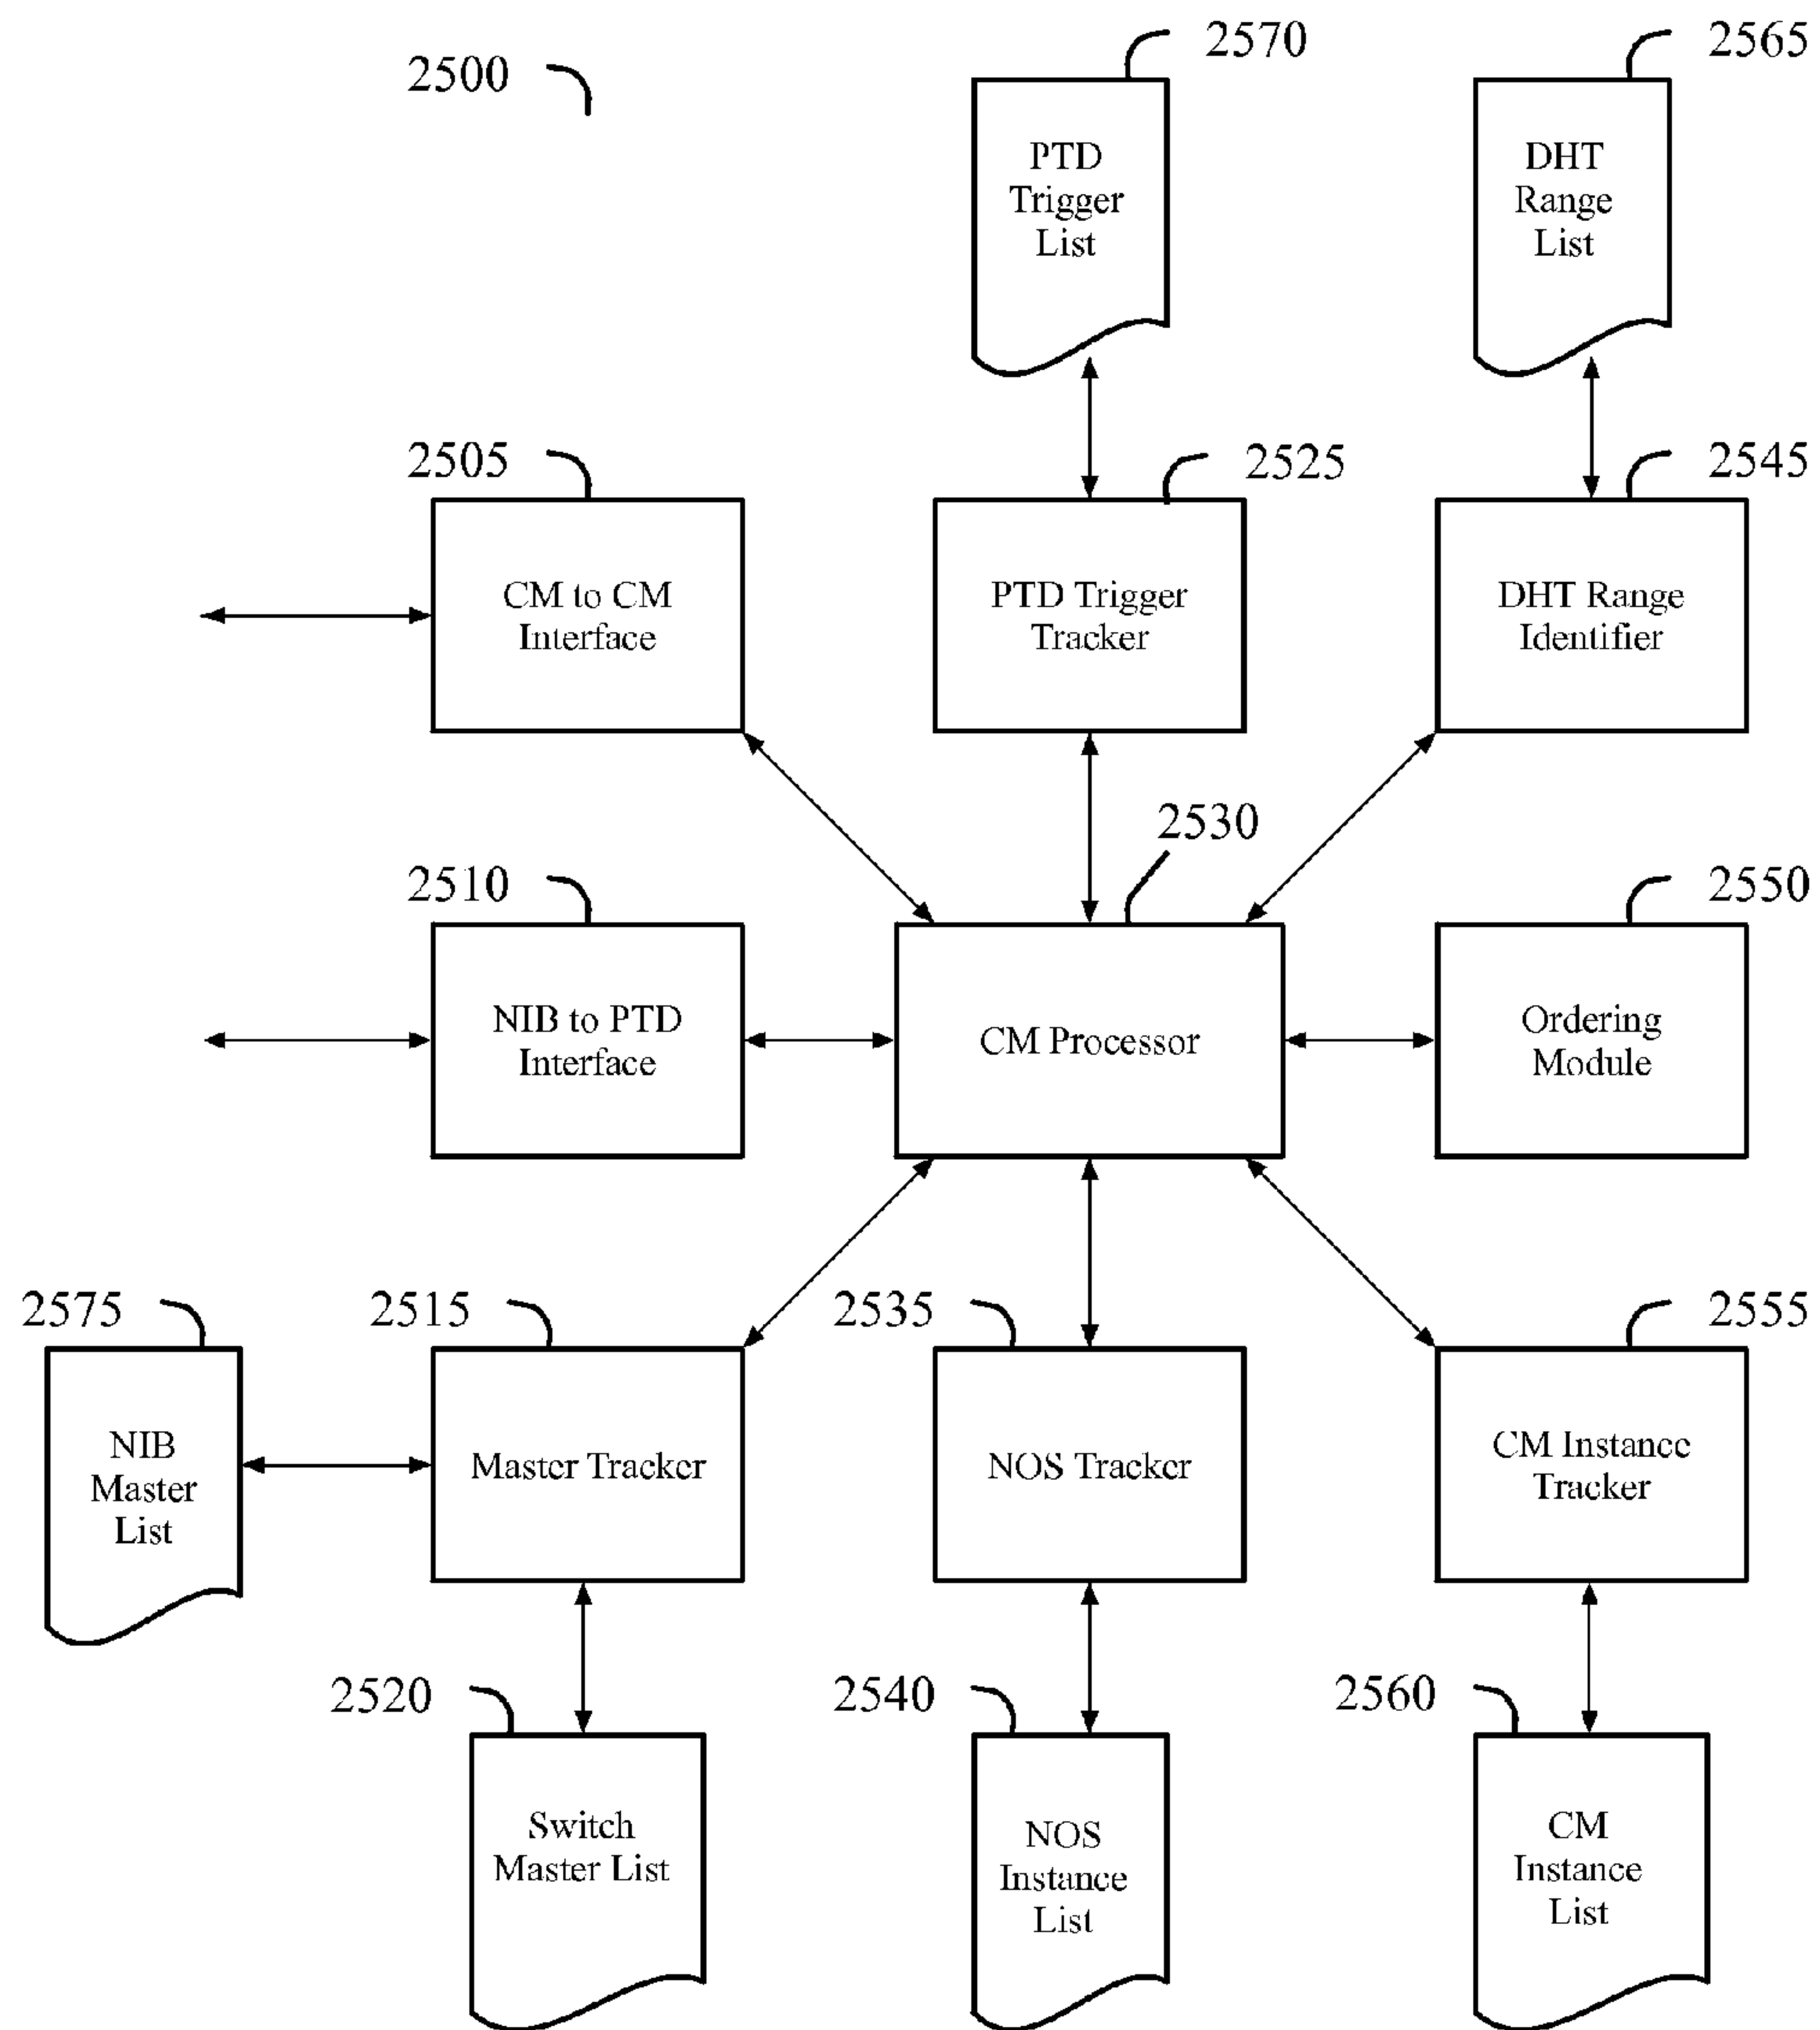 2500
2570
2565
PTD
Trigger
List
DHT
Range
List
2505
2525
2545
CM to CM
Interface
PTD Trigger
Tracker
DHT Range
Identifier
2510
2530
2550
NIB to PTD
Interface
CM Processor
Ordering
Module
2575
2515
2535
2555
NIB
Master
List
Master Tracker
NOS Tracker
CM Instance
Tracker
2520
2540
2560
Switch
Master List
NOS
Instance
List
CM
Instance
List